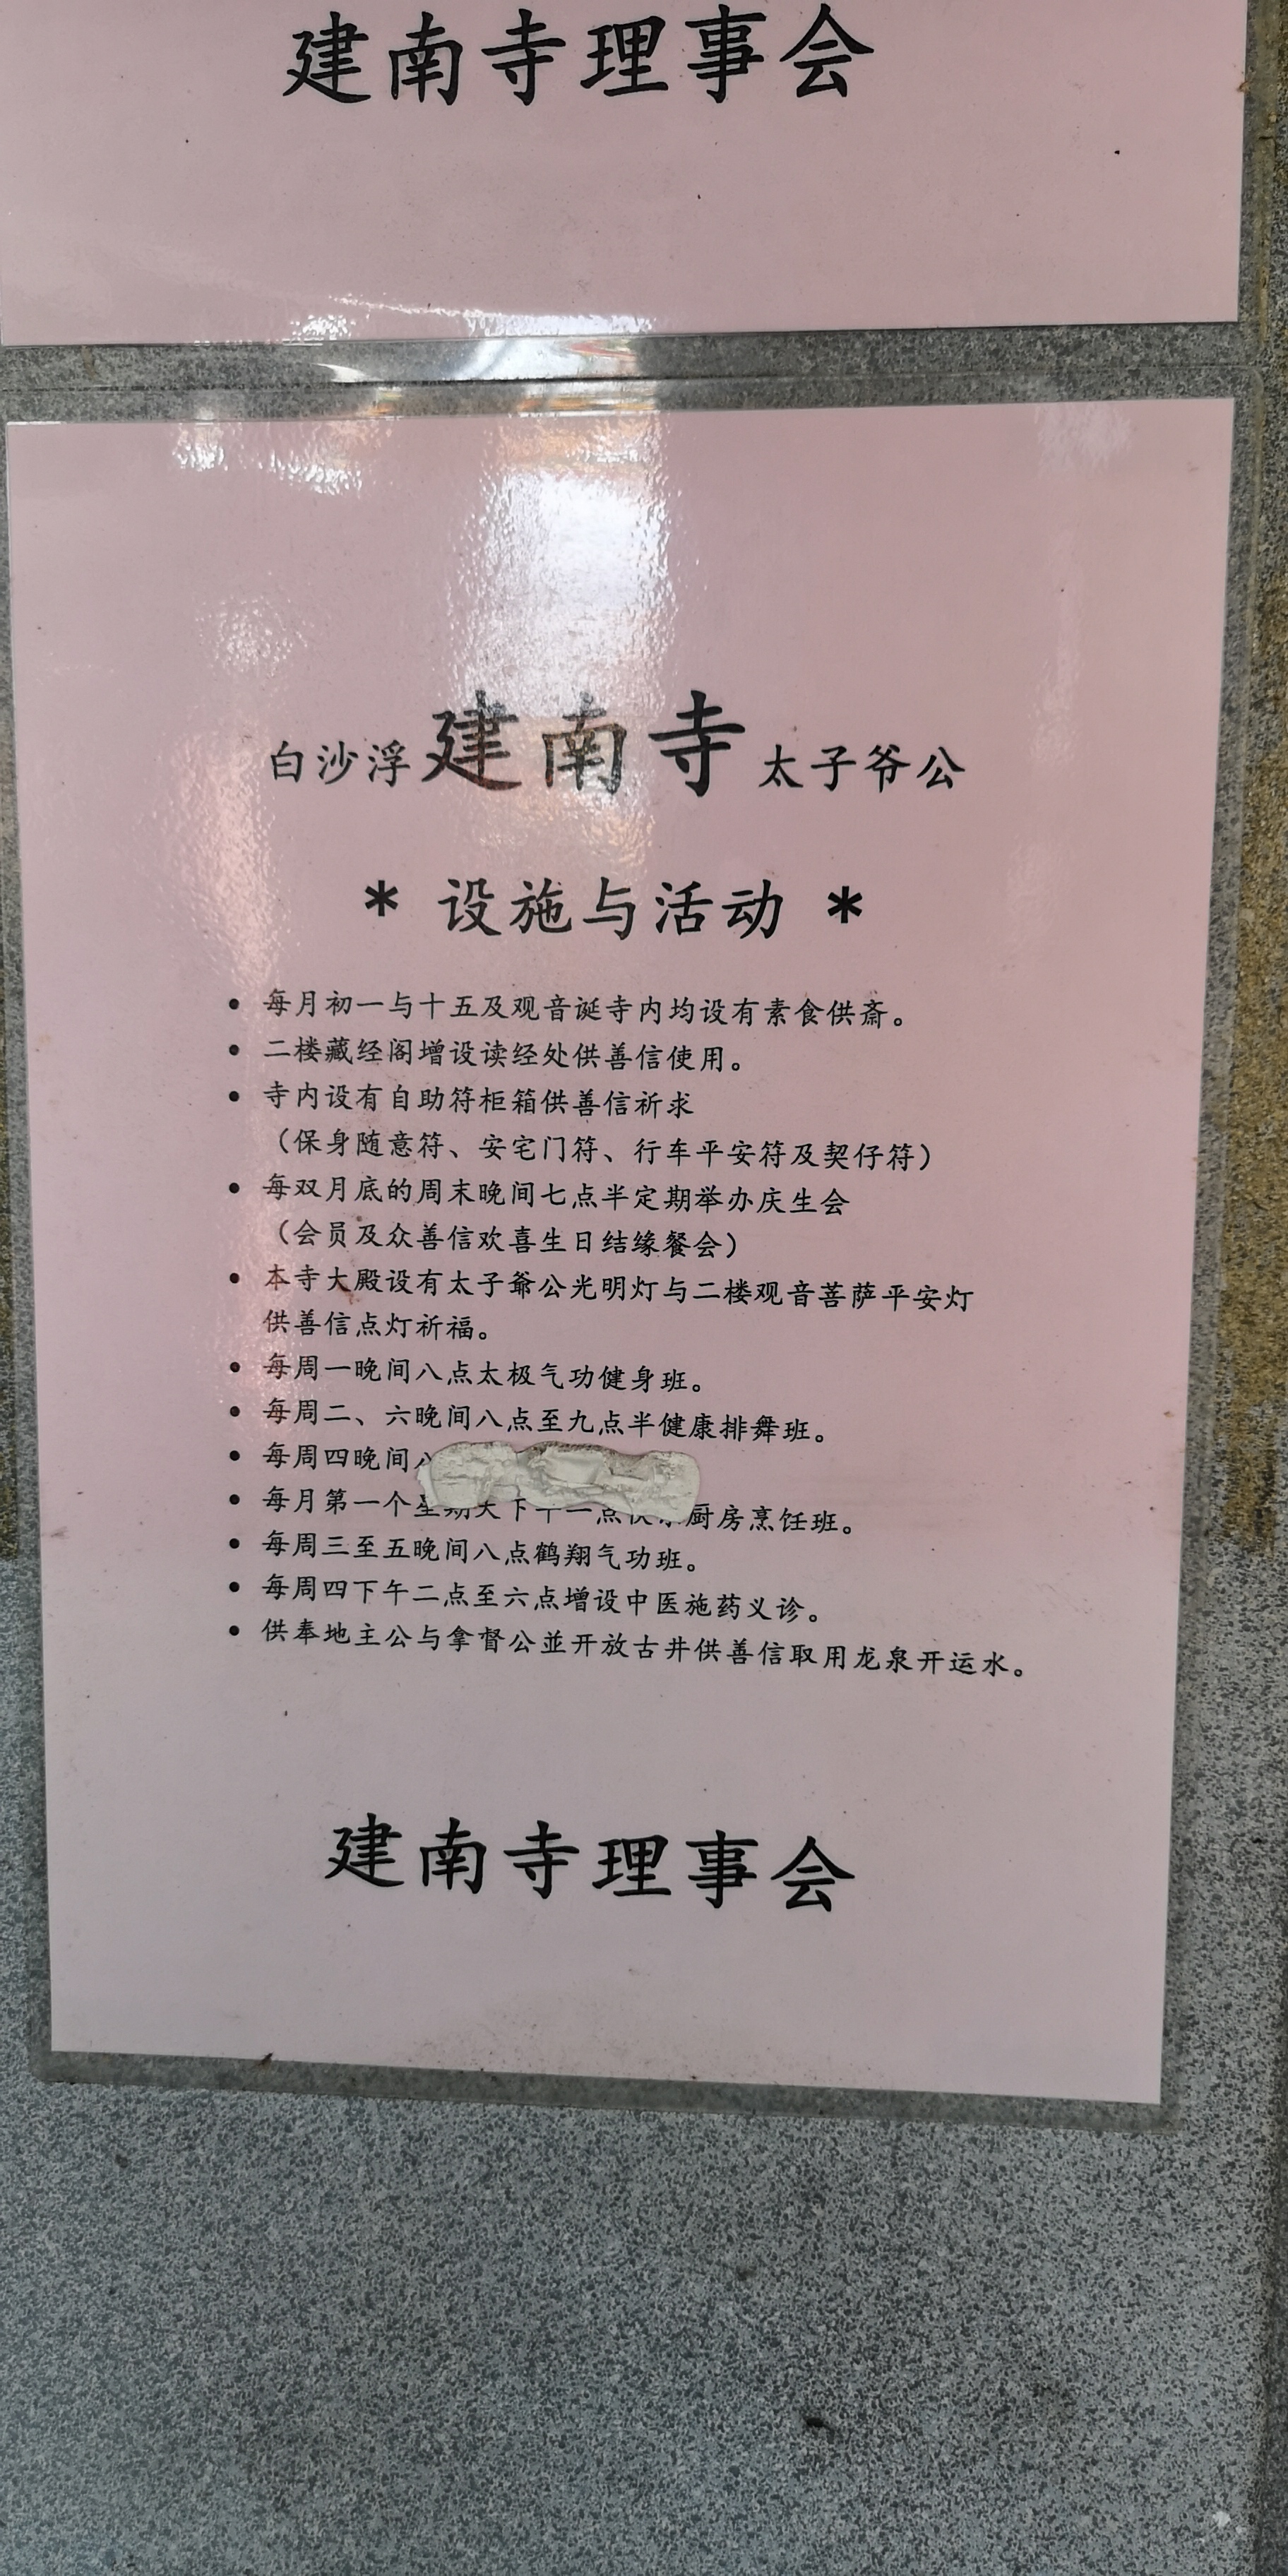 建南寺理事会
白沙浮建南寺太子爷公
* 设施与活动 *
• 每月初一与十五及观音诞寺内均设有素食供斋。
• 二楼藏经阁增设读经处供善信使用。
• 寺内设有自助符柜箱供善信祈求
（保身随意符、安宅门符、行车平安符及契仔符）
• 每双月底的周末晚间七点半定期举办庆生会
（会员及众善信欢喜生日结缘餐会）
• 本寺大殿设有太子爺公光明灯与二楼观音菩萨平安灯
供善信点灯祈福。
• 每周一晚间八点太极气功健身班。
• 每周二、六晚间八点至九点半健康排舞班。
• 每周四晚间八
• 每月第一个星期天下午一点快乐厨房烹饪班。
• 每周三至五晚间八点鹤翔气功班。
• 每周四下午二点至六点增设中医施药义诊。
• 供奉地主公与拿督公並开放古井供善信取用龙泉开运水。
建南寺理事会